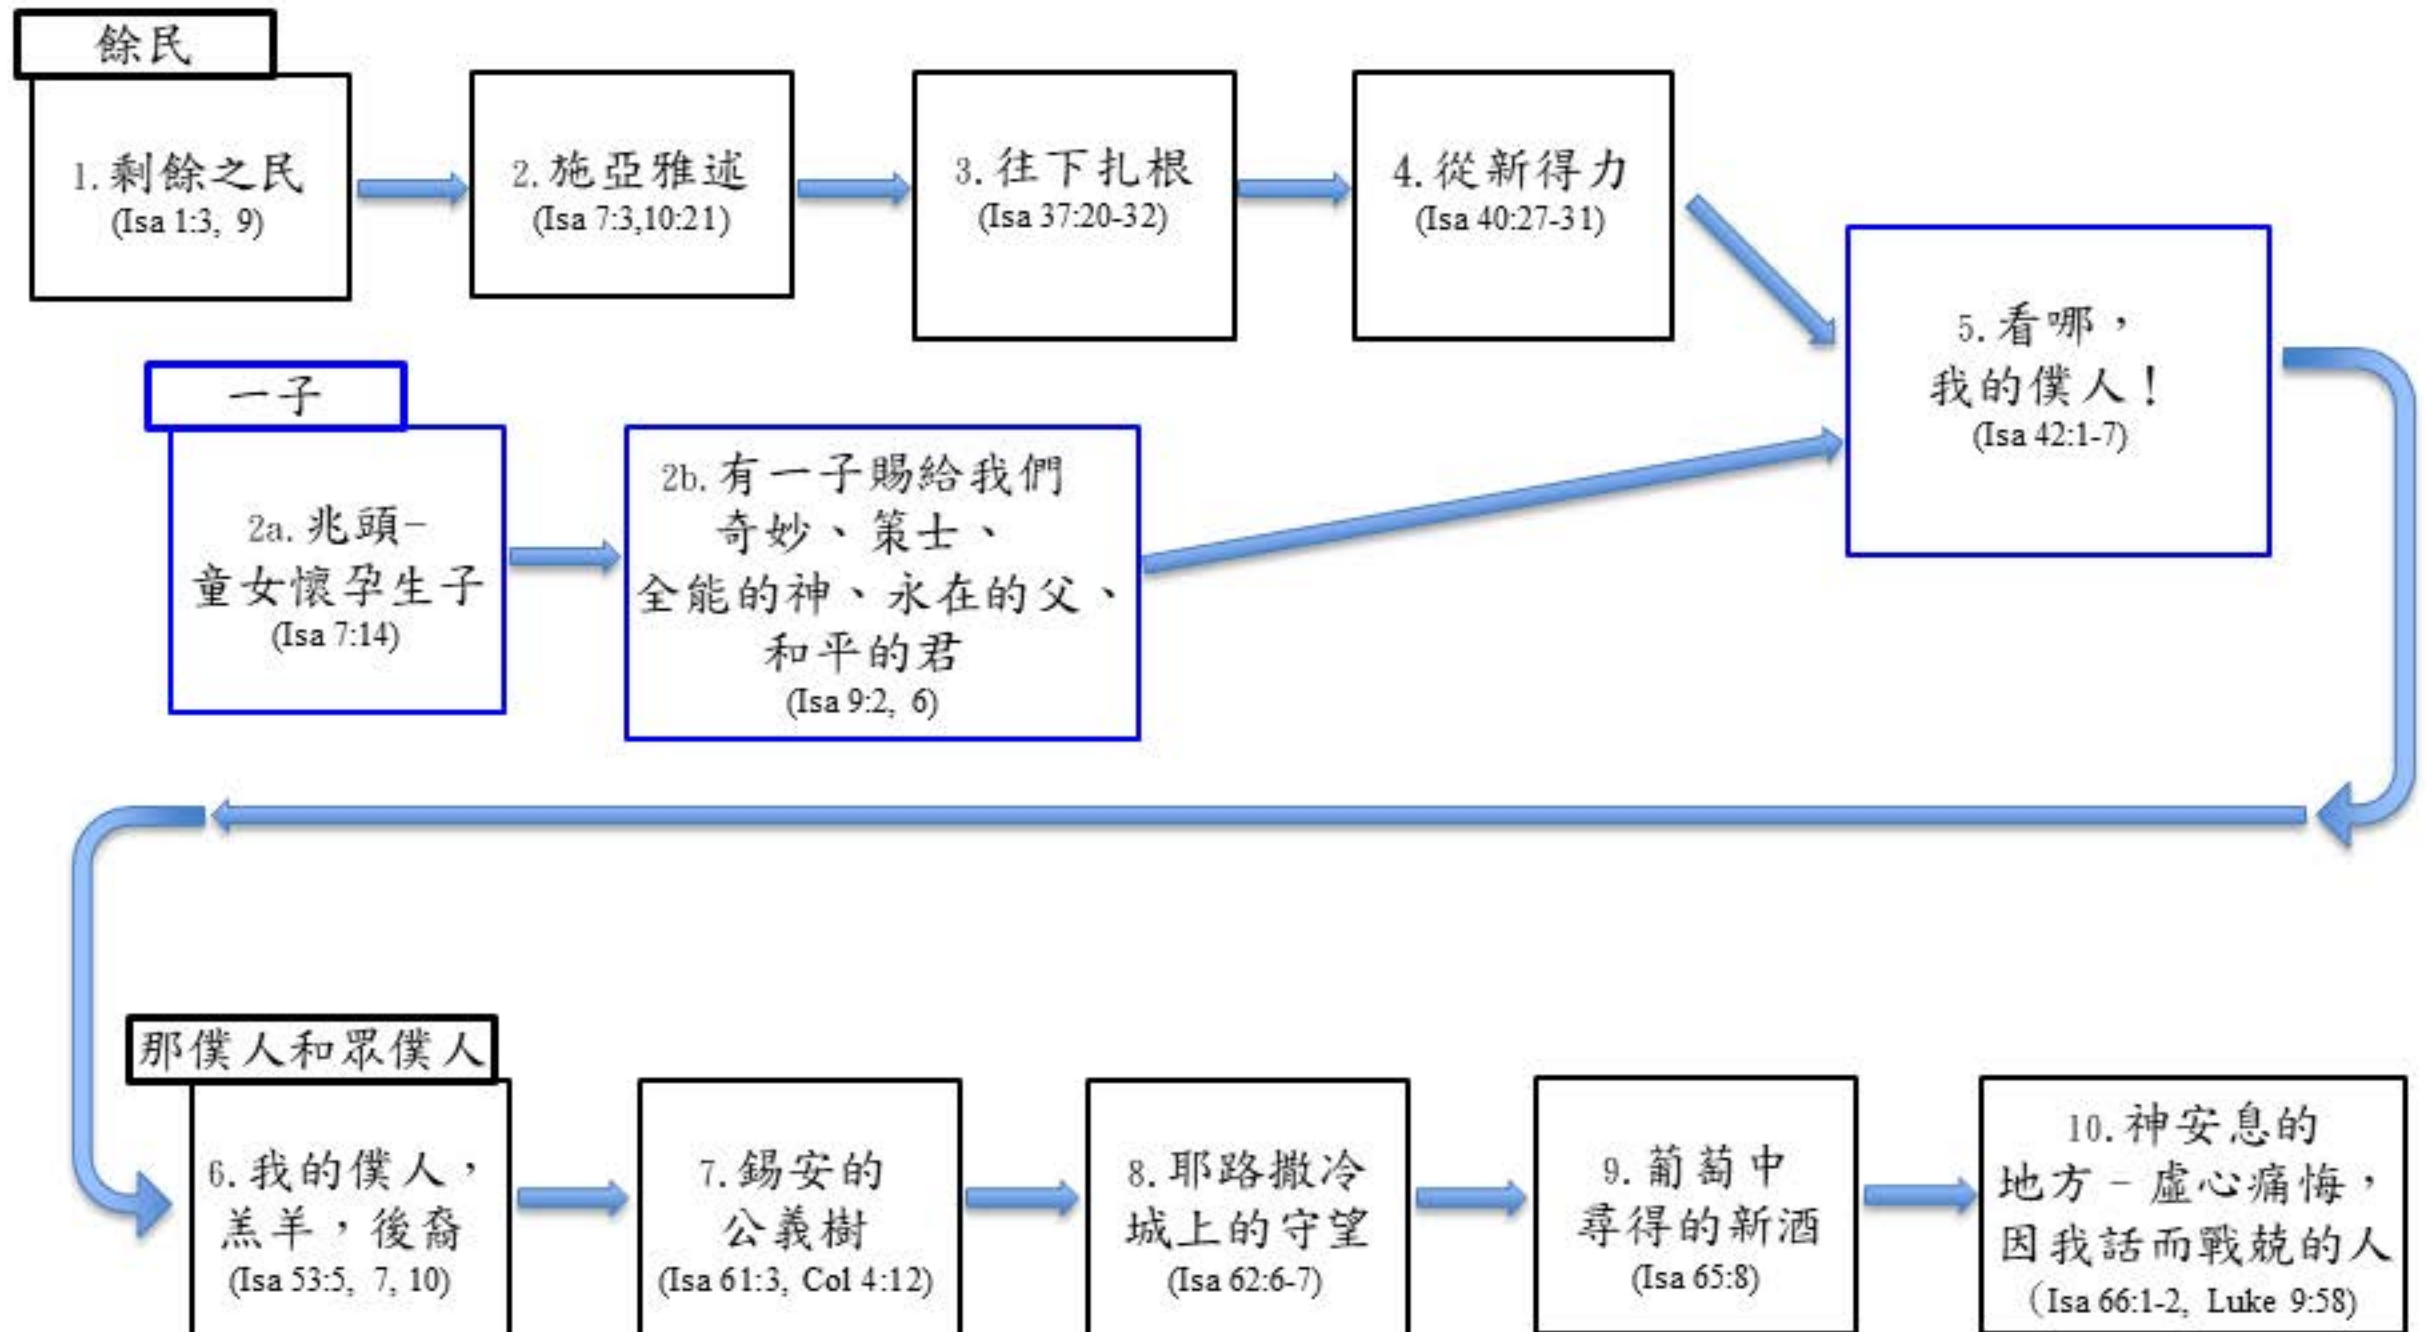 餘民
1.剩餘之民
(Isa 1:3, 9)
2.施亞雅述
(Isa 7:3,10:21)
3.往下扎根
(Isa 37:20-32)
4.從新得力
(Isa 40:27-31)
5.看哪，
我的僕人！
(Isa 42:1-7)
一子
2a.兆頭-
童女懷孕生子
(Isa 7:14)
2b.有一子賜給我們
奇妙、策士、
全能的神、永在的父、
和平的君
(Isa 9:2, 6)
那僕人和眾僕人
6.我的僕人，
羔羊，後裔
(Isa 53:5, 7, 10)
7.錫安的
公義樹
(Isa 61:3, Col 4:12)
8.耶路撒冷
城上的守望
(Isa 62:6-7)
9.葡萄中
尋得的新酒
(Isa 65:8)
10.神安息的
地方-虛心痛悔，
因我話而戰兢的人
（Isa 66:1-2, Luke 9:58)